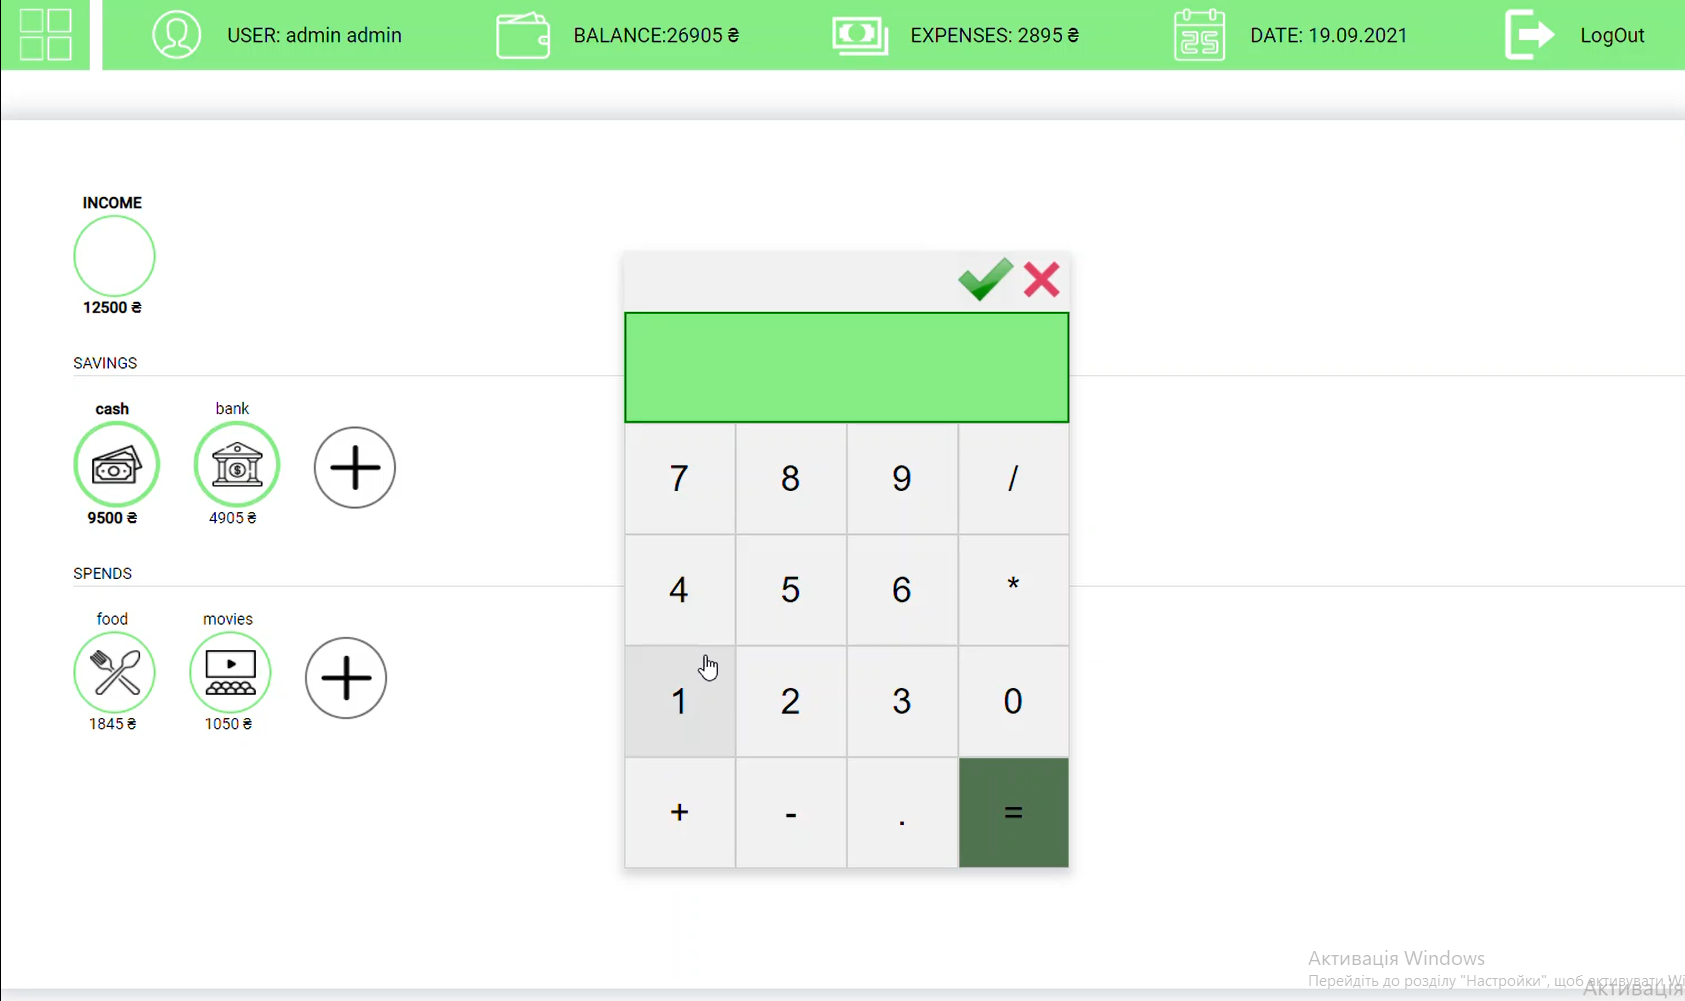 USER: admin admin
BALANCE:26905 ₴
EXPENSES: 2895 ₴
25
DATE: 19.09.2021
LogOut
INCOME
12500 ₴
SAVINGS
cash
bank
9500 ₴
4905 ₴
SPENDS
food
movies
1845 ₴
1050 ₴
7 8 9 /
4 5 6 *
1 2 3 0
+ - . =
Активація Windows
Перейдіть до розділу "Настройки", щоб активувати Wi
Активація